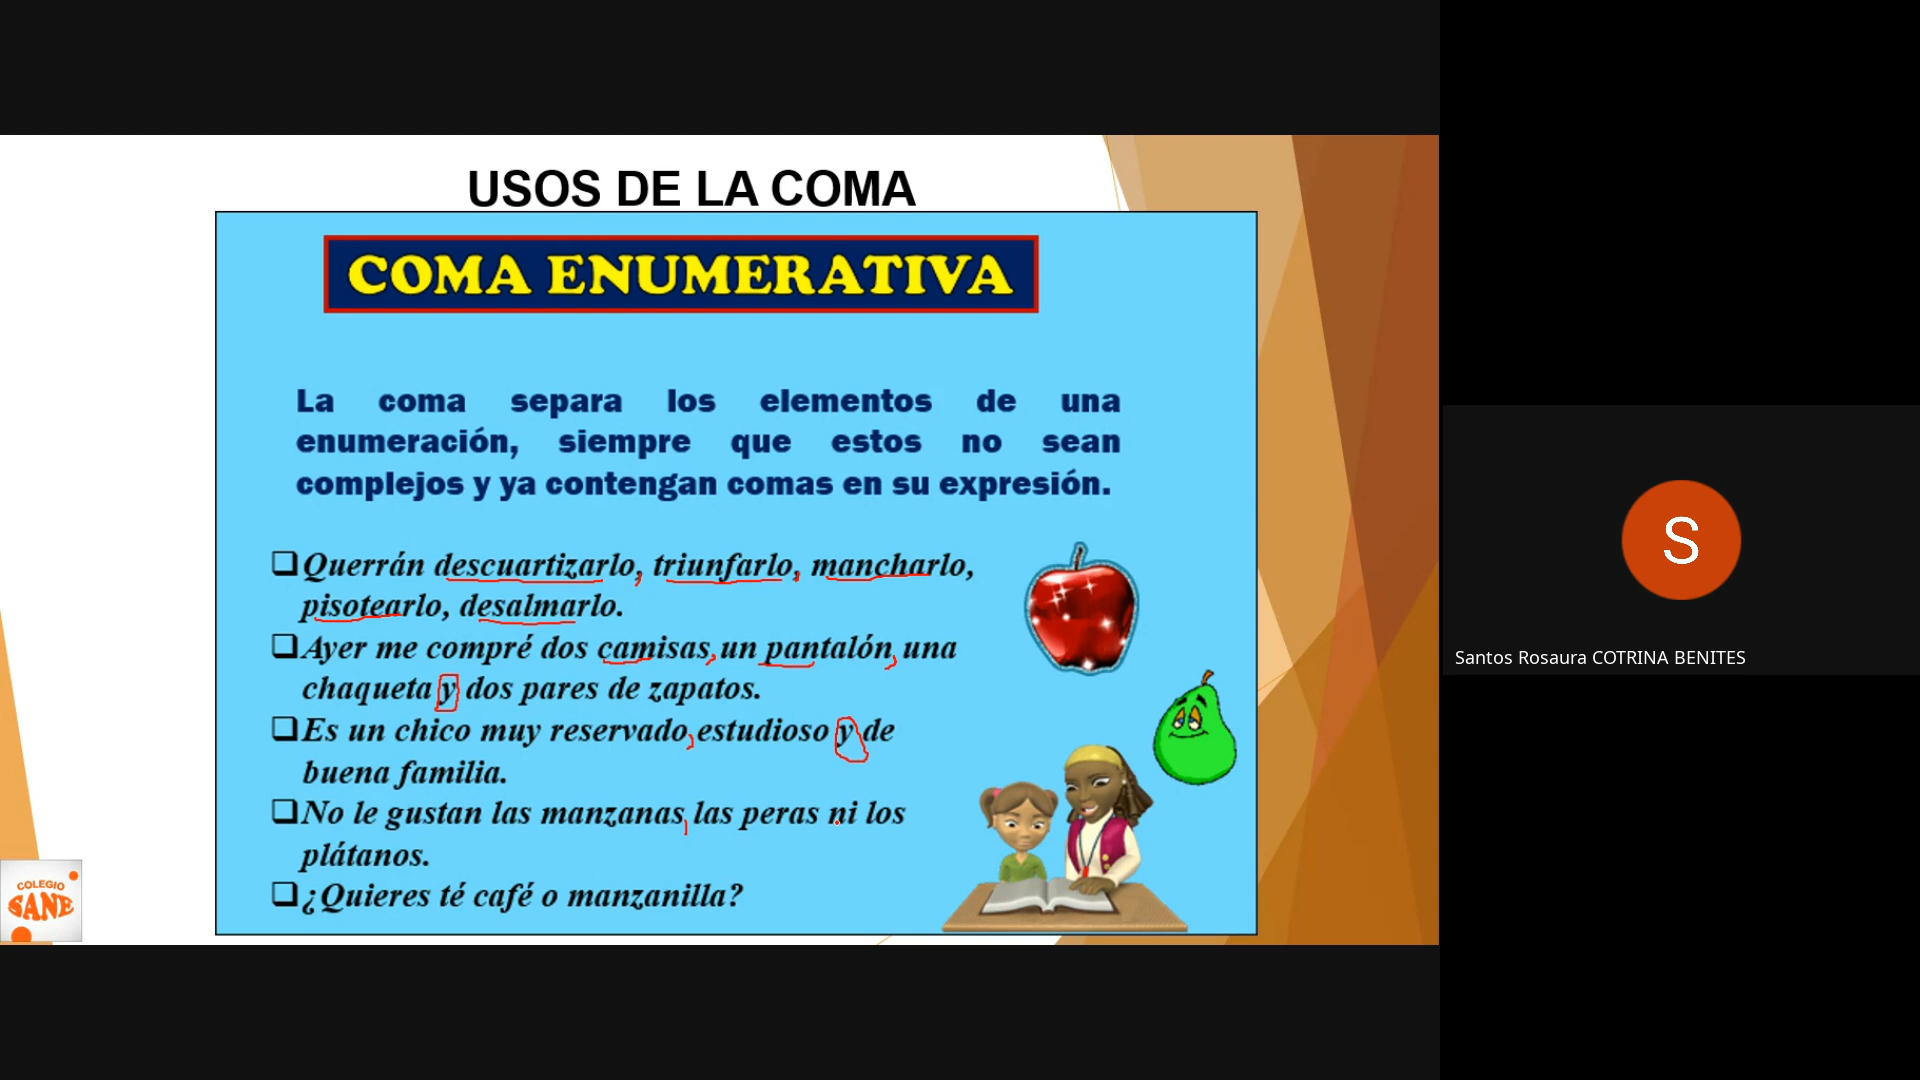 USOS DE LA COMA
COMA ENUMERATIVA
La coma separa los elementos de una
enumeración, siempre que estos no sean
complejos y ya contengan comas en su expresión.
❑Querrán descuartizarlo, triunfarlo, mancharlo,
pisotearlo, desalmarlo.
❑Ayer me compré dos camisas, un pantalón, una
chaqueta y dos pares de zapatos.
❑Es un chico muy reservado, estudioso y de
buena familia.
❑No le gustan las manzanas, las peras ni los
plátanos.
❑¿Quieres té café o manzanilla?
COLEGIO
SANE
S
Santos Rosaura COTRINA BENITES